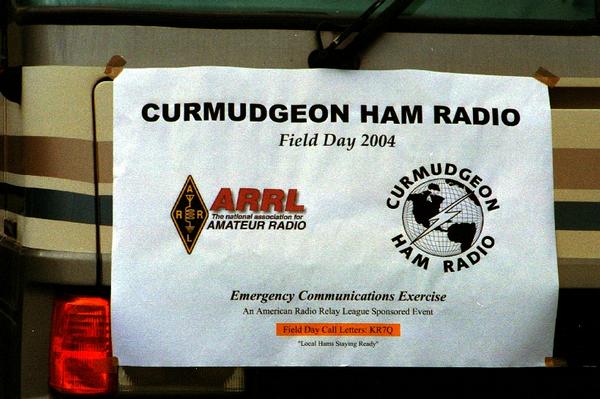 CURMUDGEON HAM RADIO
Field Day 2004
A
R R
L
ARRL
The national association for
AMATEUR RADIO
CURMUDGEON
HAM RADIO
Emergency Communications Exercise
An American Radio Relay League Sponsored Event
Field Day Call Letters: KR7Q
"Local Hams Staying Ready"